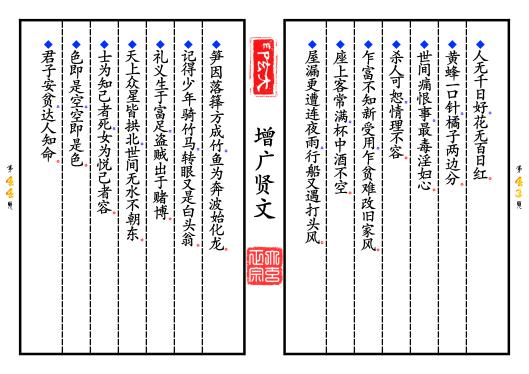 人无千日好花无百日红
黄蜂一口针橘子两边分
世间痛恨事最毒淫妇心
杀人可恕情理不容
乍富不知新受用乍贫难改旧家风
座上客常满杯中酒不空
屋漏更遭连夜雨行船又遇打头风
第43页
增广贤文
笋因落箨方成竹鱼为奔波始化龙
记得少年骑竹马转眼又是白头翁
礼义生于富足盗贼出于赌博
天上众星皆拱北世间无水不朝东
士为知己者死女为悦己者容
色即是空空即是色
君子安贫达人知命
第44页